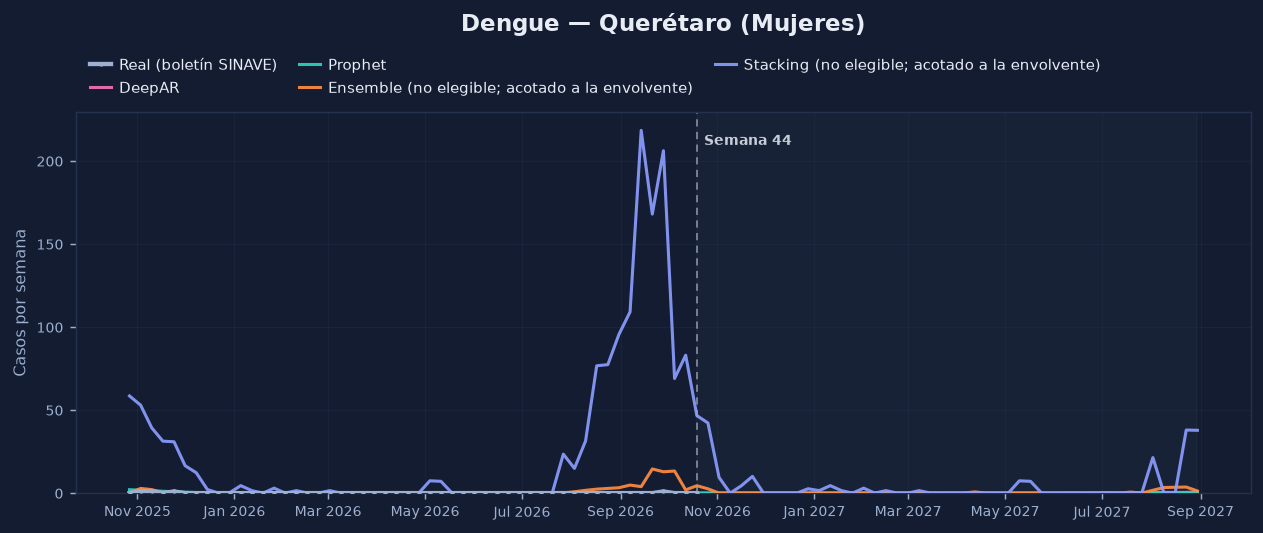 Dengue — Querétaro (Mujeres)
Real (boletín SINAVE)
Prophet
Stacking (no elegible; acotado a la envolvente)
DeepAR
Ensemble (no elegible; acotado a la envolvente)
Semana 44
Casos por semana
200
150
100
50
0
Nov 2025
Jan 2026
Mar 2026
May 2026
Jul 2026
Sep 2026
Nov 2026
Jan 2027
Mar 2027
May 2027
Jul 2027
Sep 2027